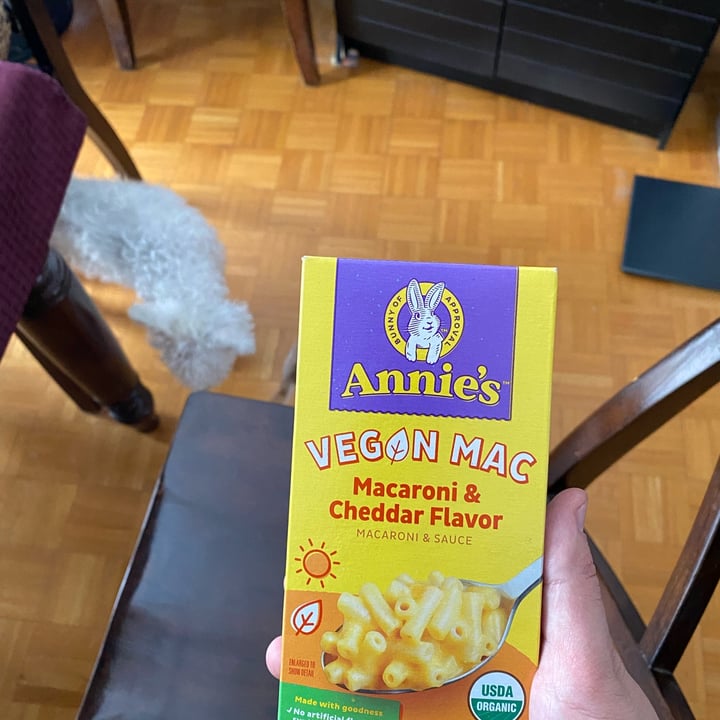 BUNNY OF APPROVAL
Annie's™
VEGAN MAC
Macaroni &
Cheddar Flavor
MACARONI & SAUCE
ENLARGED TO
SHOW DETAIL
Made with goodness
✓ No artificial
USDA
ORGANIC